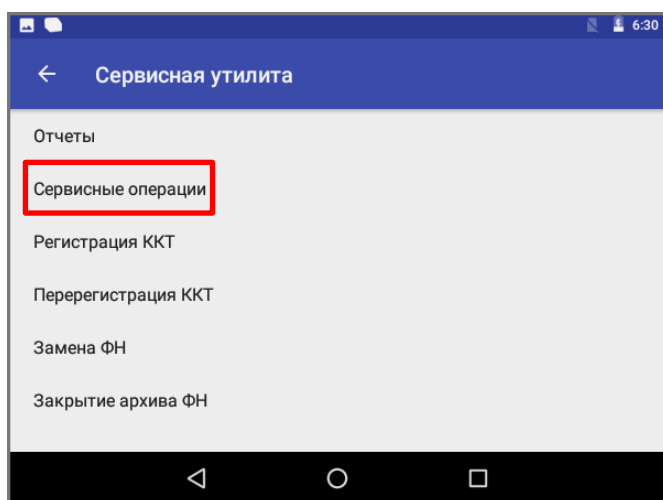 6:30
Сервисная утилита
Отчеты
Сервисные операции
Регистрация ККТ
Перерегистрация ККТ
Замена ФН
Закрытие архива ФН